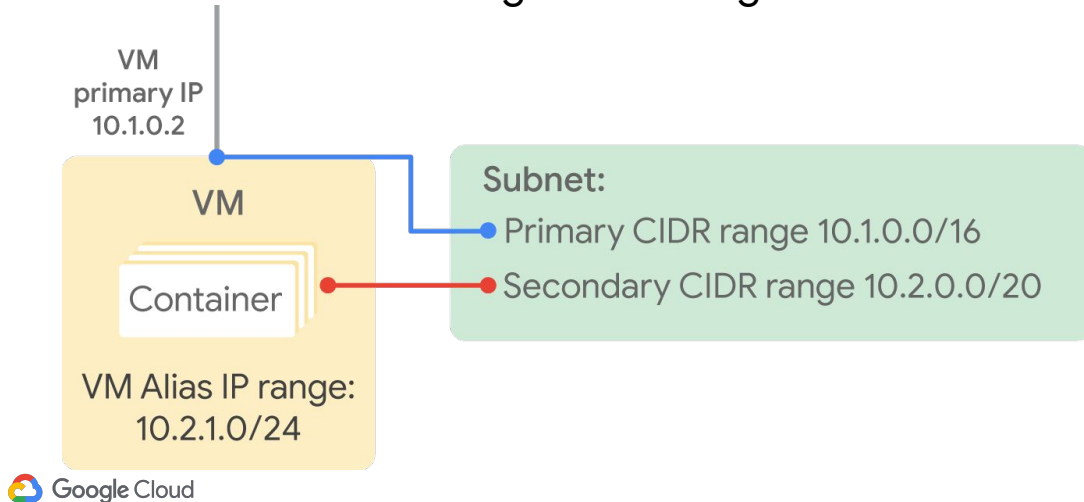 VM
primary IP
10.1.0.2
VM
Container
VM Alias IP range:
10.2.1.0/24
Subnet:
Primary CIDR range 10.1.0.0/16
Secondary CIDR range 10.2.0.0/20
Google Cloud